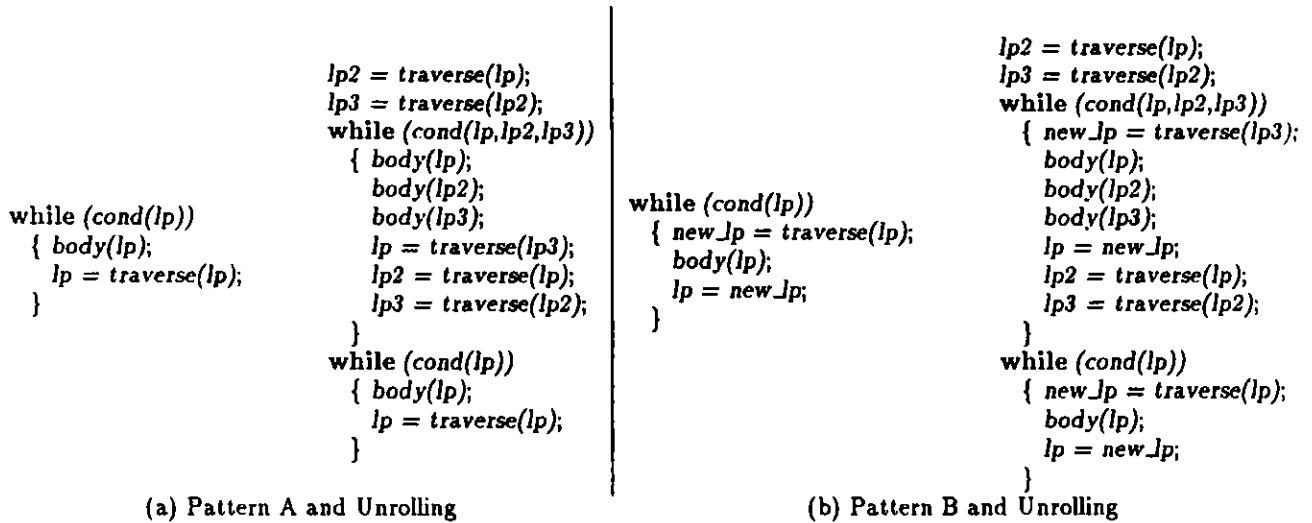 while (cond(lp))
{ body(lp);
lp = traverse(lp);
}
lp2 = traverse(lp);
lp3 = traverse(lp2);
while (cond(lp,lp2,lp3))
{ body(lp);
body(lp2);
body(lp3);
lp = traverse(lp3);
lp2 = traverse(lp);
lp3 = traverse(lp2);
}
while (cond(lp))
{ body(lp);
lp = traverse(lp);
}
(a) Pattern A and Unrolling
while (cond(lp))
{ new_lp = traverse(lp);
body(lp);
lp = new_lp;
}
lp2 = traverse(lp);
lp3 = traverse(lp2);
while (cond(lp,lp2,lp3))
{ new_lp = traverse(lp3);
body(lp);
body(lp2);
body(lp3);
lp = new_lp;
lp2 = traverse(lp);
lp3 = traverse(lp2);
}
while (cond(lp))
{ new_lp = traverse(lp);
body(lp);
lp = new_lp;
}
(b) Pattern B and Unrolling